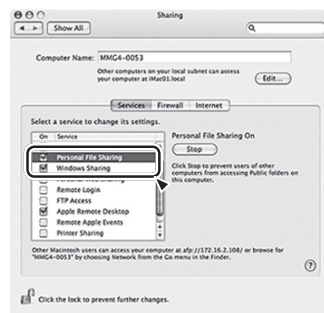 Sharing
Show All
Computer Name: MMG4-0053
Other computers on your local subnet can access
your computer at iMac01.local
Edit...
Services Firewall Internet
Select a service to change its settings.
On Service
Personal File Sharing
Windows Sharing
Remote Login
FTP Access
Apple Remote Desktop
Remote Apple Events
Printer Sharing
Personal File Sharing On
Stop
Click Stop to prevent users of other
computers from accessing Public folders on
this computer.
Other Macintosh users can access your computer at afp://172.16.2.108/ or browse for
"MMG4-0053" by choosing Network from the Go menu in the Finder.
?
Click the lock to prevent further changes.